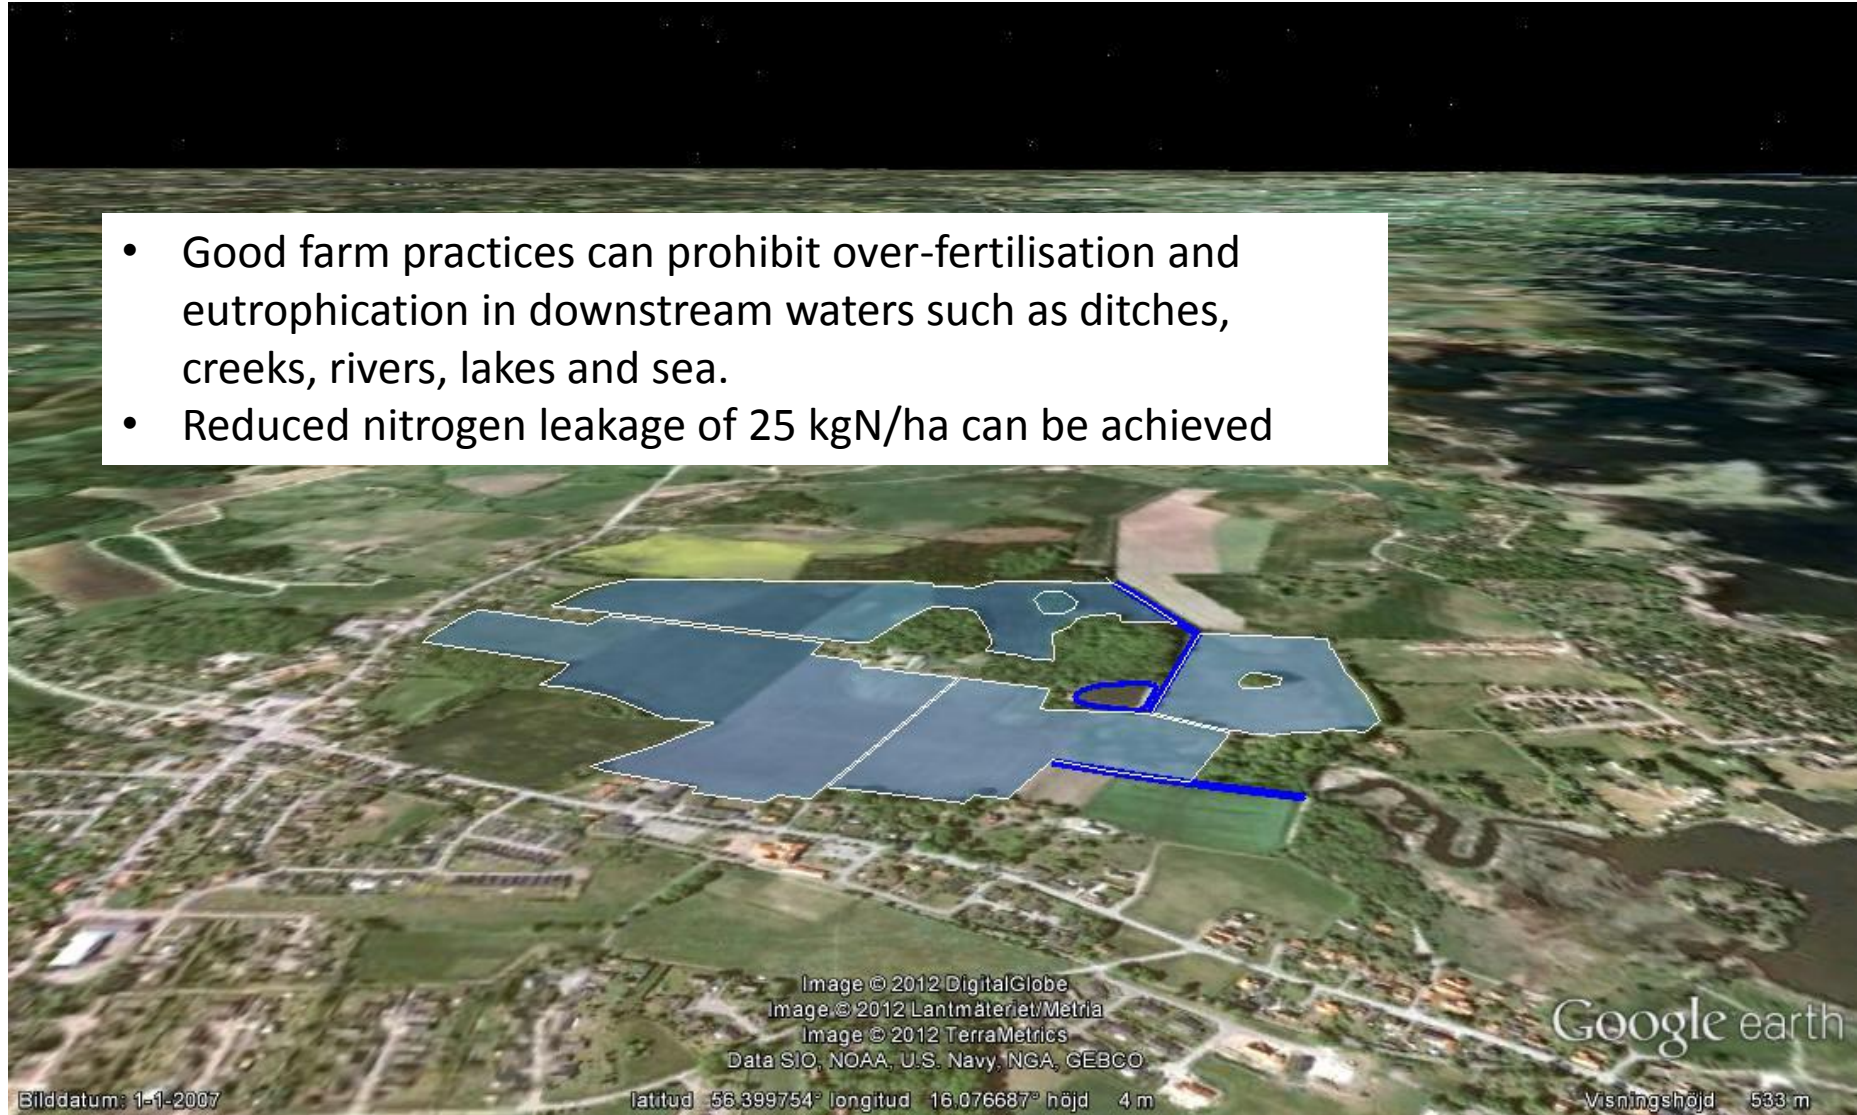 • Good farm practices can prohibit over-fertilisation and
eutrophication in downstream waters such as ditches,
creeks, rivers, lakes and sea.
• Reduced nitrogen leakage of 25 kgN/ha can be achieved
Image © 2012 DigitalGlobe
Image © 2012 Lantmäteriet/Metria
Image © 2012 TerraMetrics
Data SIO, NOAA, U.S. Navy, NGA, GEBCO
Google earth
Bilddatum: 1-1-2007 latitud 56.399754° longitud 16.076687° höjd 4 m Visningshöjd 533 m